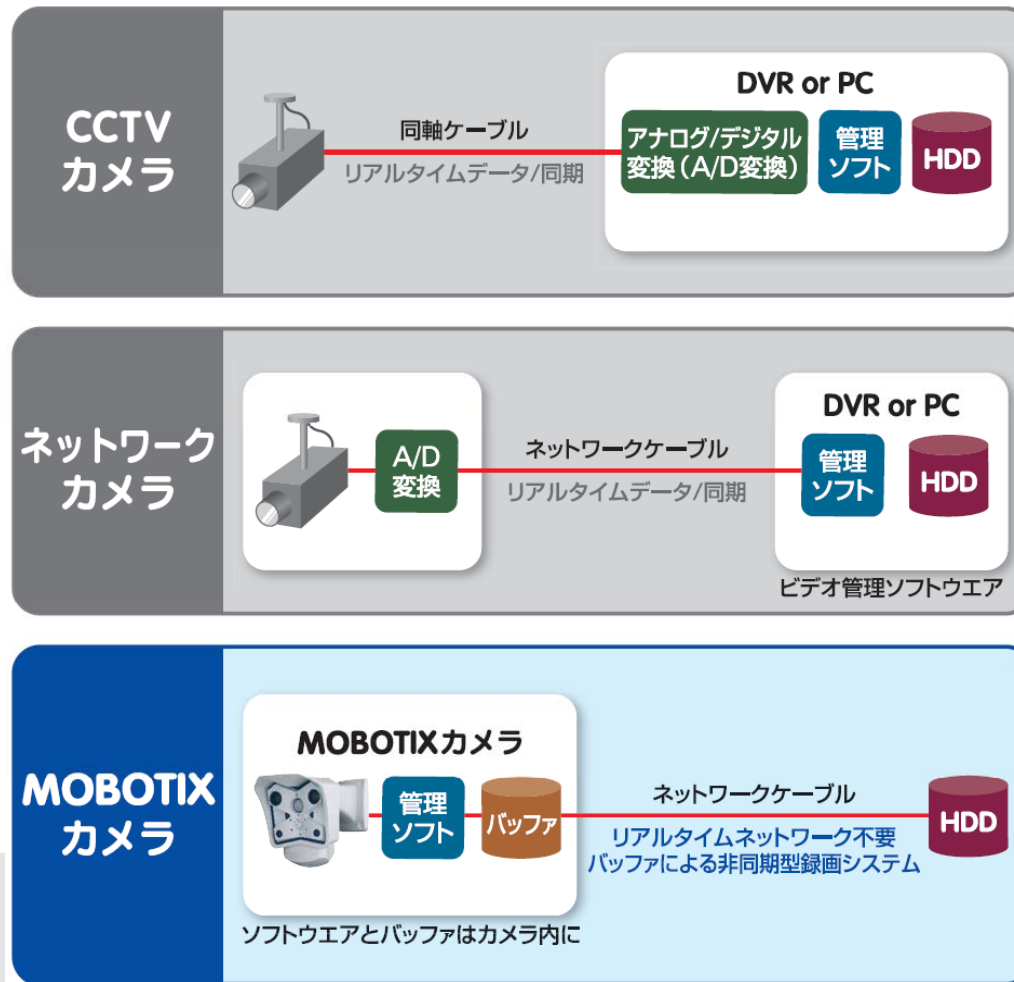 CCTV
カメラ
同軸ケーブル
リアルタイムデータ/同期
DVR or PC
アナログ/デジタル
変換（A/D変換）
管理
ソフト
HDD
ネットワーク
カメラ
A/D
変換
ネットワークケーブル
リアルタイムデータ/同期
DVR or PC
管理
ソフト
HDD
ビデオ管理ソフトウエア
MOBOTIX
カメラ
MOBOTIXカメラ
管理
ソフト
バッファ
ネットワークケーブル
リアルタイムネットワーク不要
バッファによる非同期型録画システム
HDD
ソフトウエアとバッファはカメラ内に